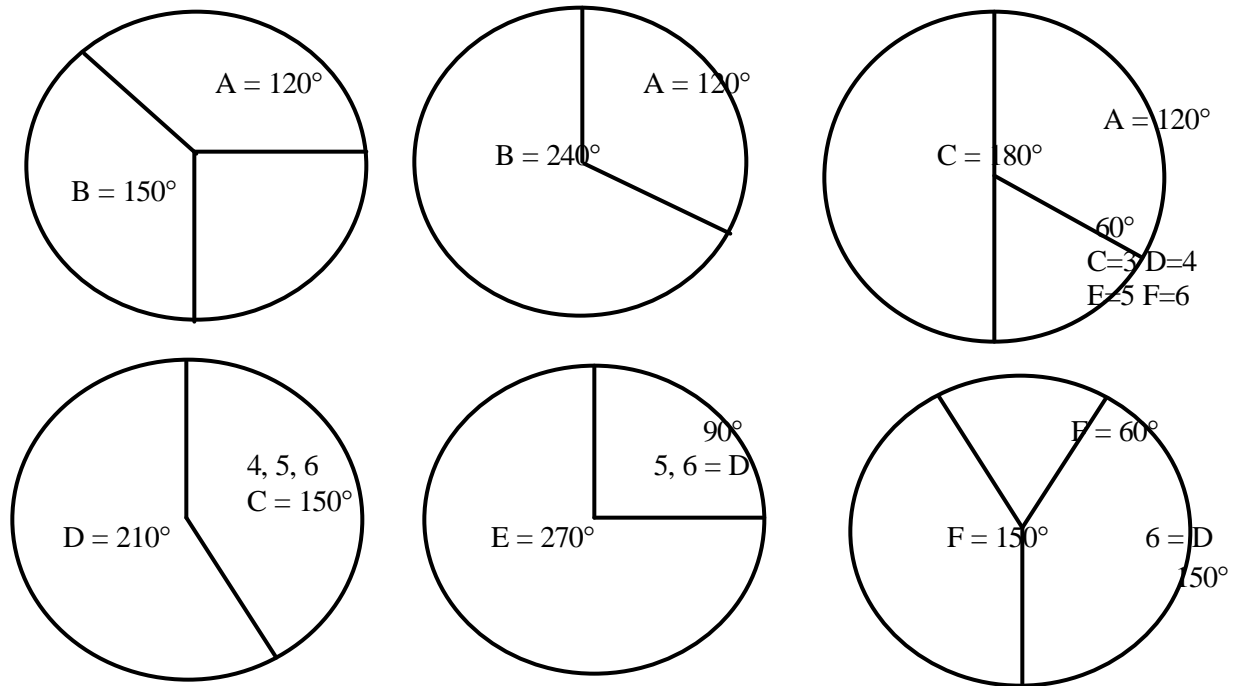 A = 120°
B = 150°
A = 120°
B = 240°
A = 120°
C = 180°
60°
C=3 D=4
E=5 F=6
4, 5, 6
C = 150°
D = 210°
90°
5, 6 = D
E = 270°
F = 60°
F = 150°
6 = D
150°